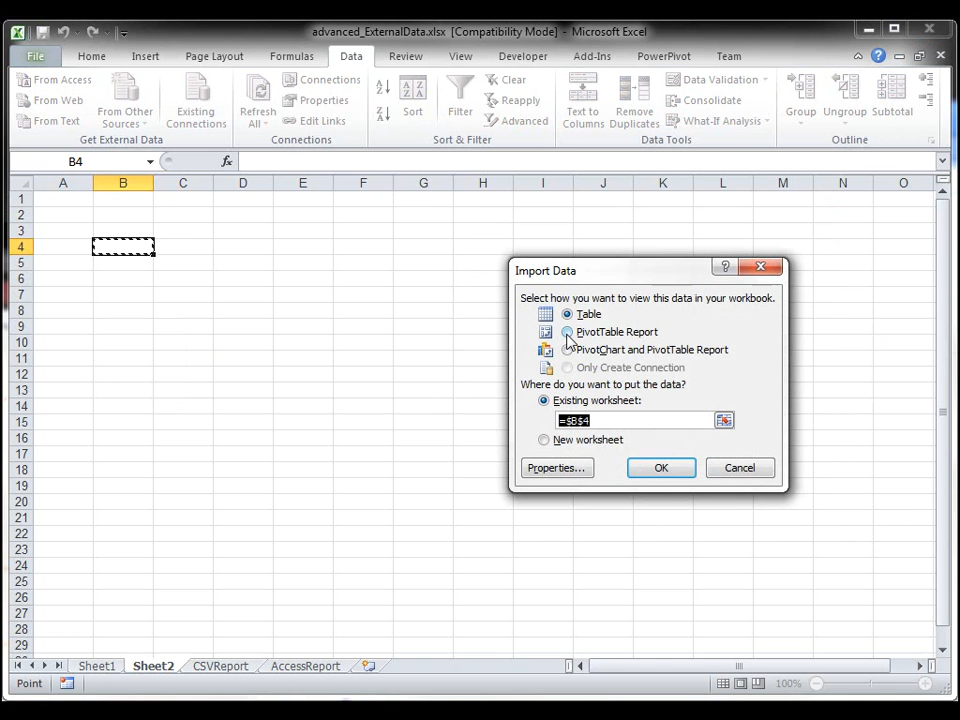 advanced_ExternalData.xlsx [Compatibility Mode] - Microsoft Excel
File Home Insert Page Layout Formulas Data Review View Developer Add-Ins PowerPivot Team
From Access
From Web
From Text
From Other Sources
Existing Connections
Get External Data
Refresh All
Connections
Properties
Edit Links
Connections
Sort
Filter
Clear
Reapply
Advanced
Sort & Filter
Text to Columns
Remove Duplicates
Data Validation
Consolidate
What-If Analysis
Data Tools
Group
Ungroup
Subtotal
Outline
B4 fx
A B C D E F G H I J K L M N O
1
2
3
4
5
6
7
8
9
10
11
12
13
14
15
16
17
18
19
20
21
22
23
24
25
26
27
28
29
Import Data
Select how you want to view this data in your workbook.
Table
PivotTable Report
PivotChart and PivotTable Report
Only Create Connection
Where do you want to put the data?
Existing worksheet:
=$B$4
New worksheet
Properties... OK Cancel
Sheet1 Sheet2 CSVReport AccessReport
Point 100%